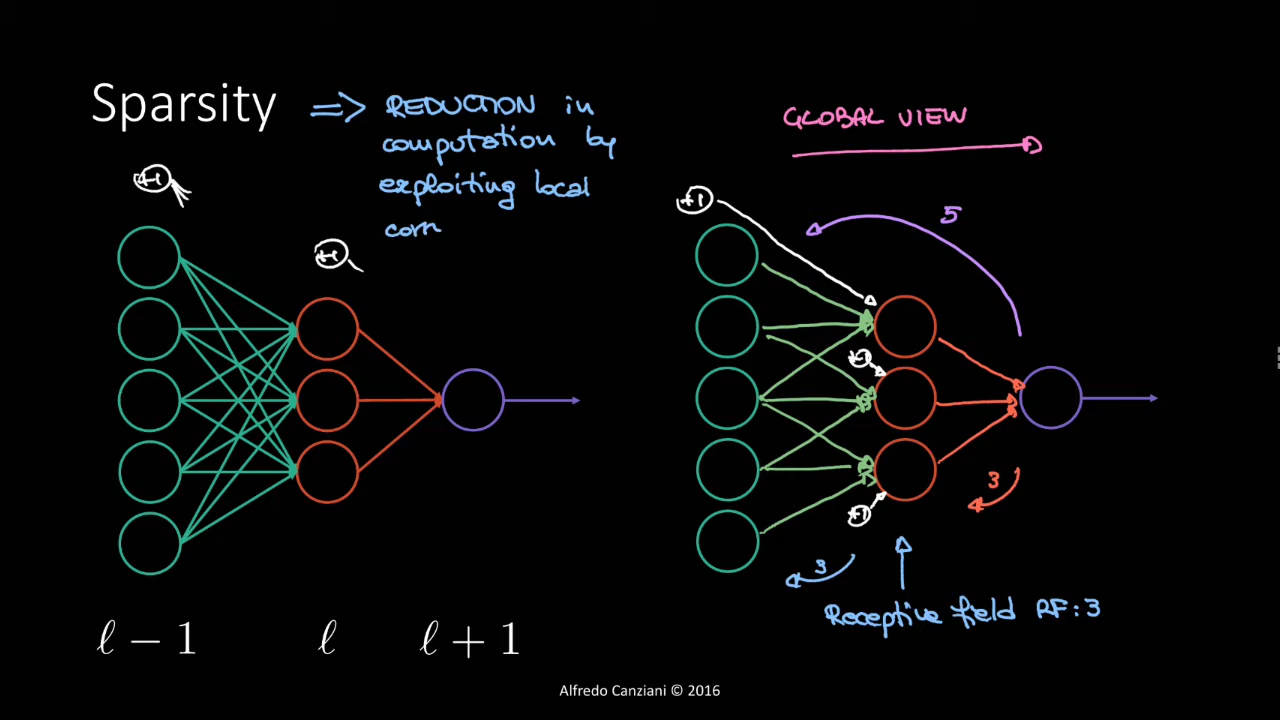 Sparsity
=> REDUCTION in
computation by
exploiting local
corr
GLOBAL VIEW
+1
+1
+1
5
+1
+1
3
3
Receptive field RF: 3
ℓ − 1
ℓ
ℓ + 1
Alfredo Canziani © 2016